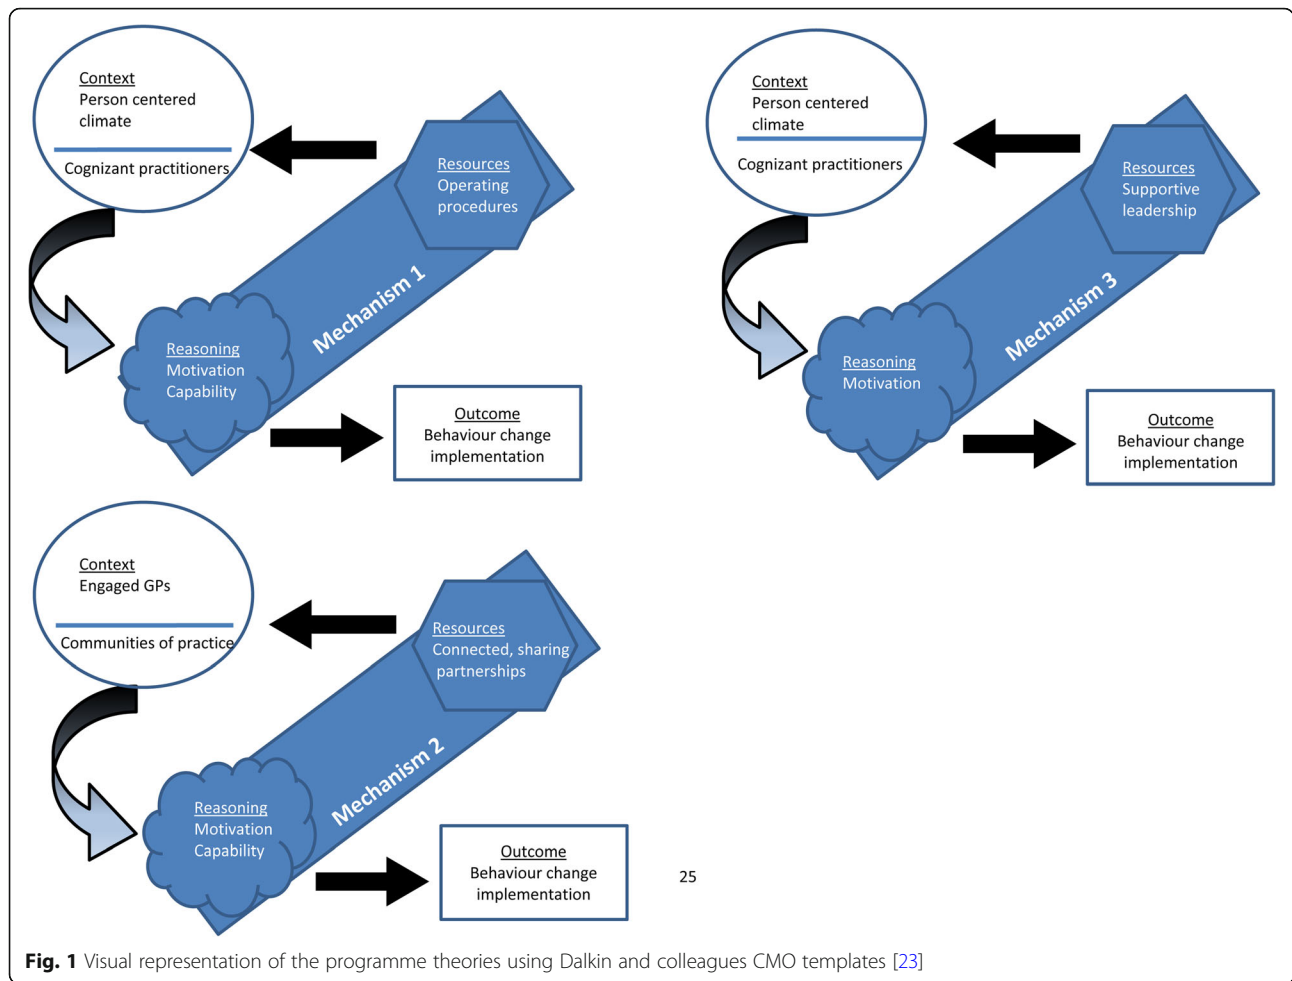 Context
Person centered
climate
Cognizant practitioners
Resources
Operating
procedures
Mechanism 1
Reasoning
Motivation
Capability
Outcome
Behaviour change
implementation
Context
Person centered
climate
Cognizant practitioners
Resources
Supportive
leadership
Mechanism 3
Reasoning
Motivation
Outcome
Behaviour change
implementation
Context
Engaged GPs
Communities of practice
Resources
Connected, sharing
partnerships
Mechanism 2
Reasoning
Motivation
Capability
Outcome
Behaviour change
implementation
25
Fig. 1 Visual representation of the programme theories using Dalkin and colleagues CMO templates [23]